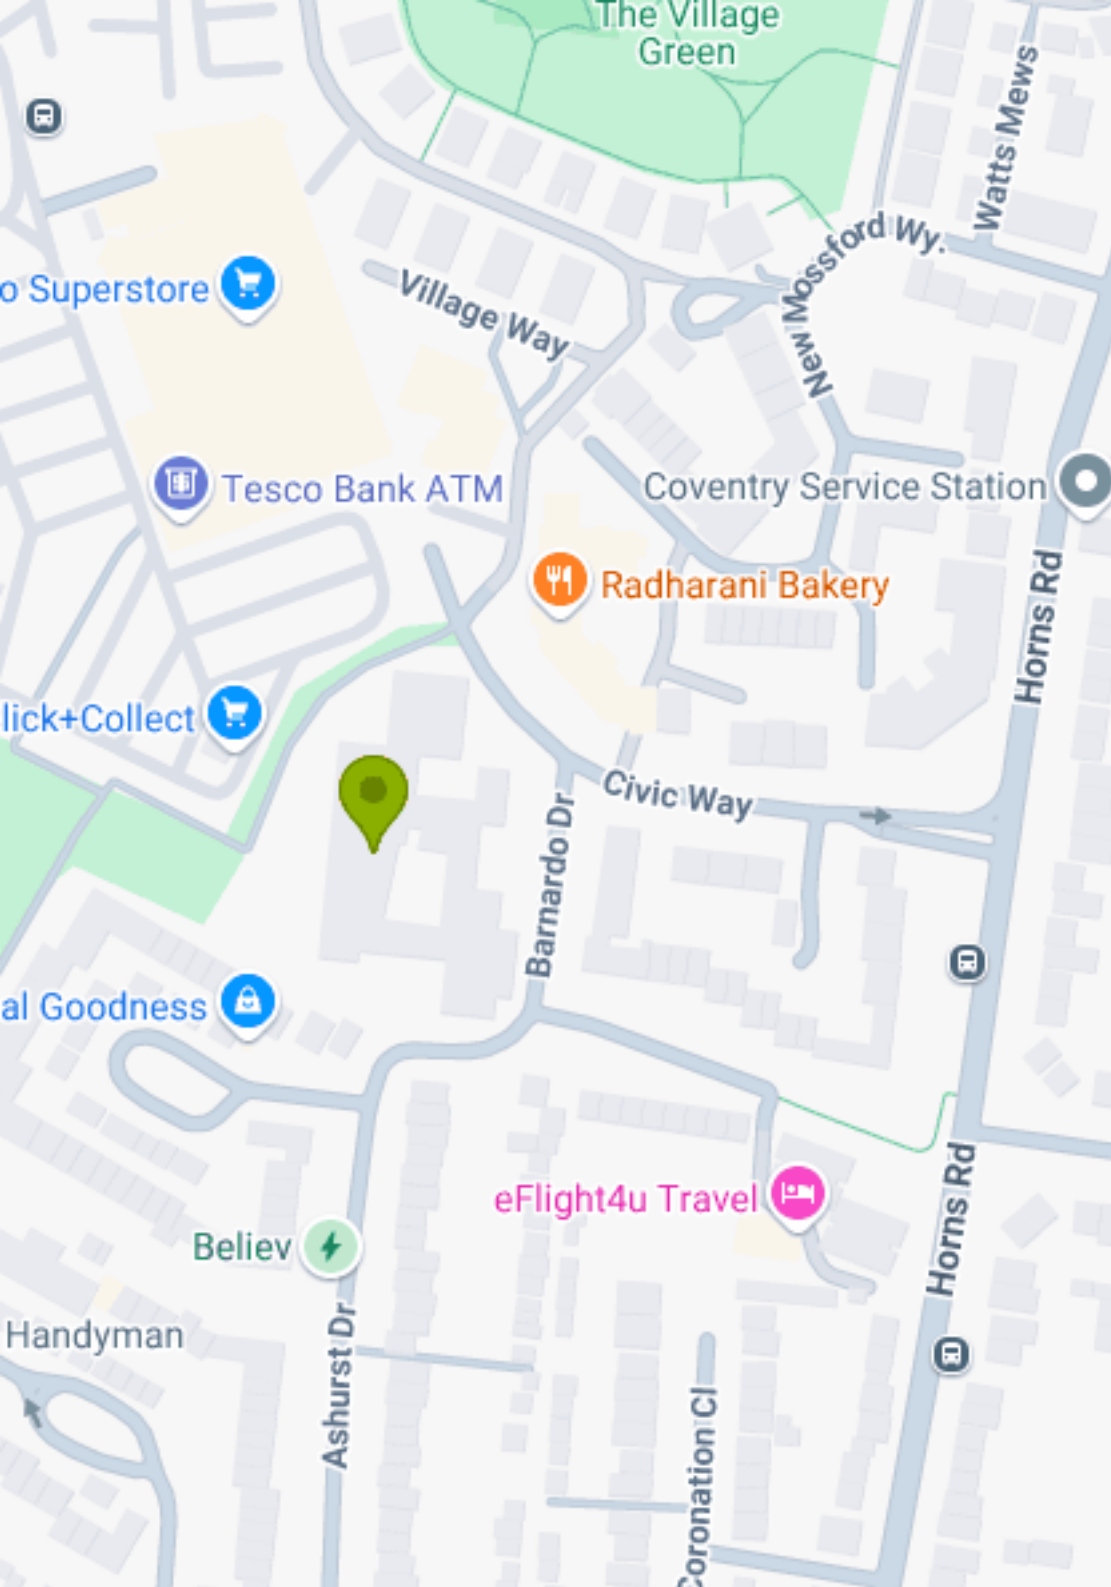 The Village
Green
Watts Mews
New Mossford Wy.
o Superstore
Village Way
Tesco Bank ATM
Coventry Service Station
Radharani Bakery
Horns Rd
lick+Collect
Civic Way
Barnardo Dr
al Goodness
eFlight4u Travel
Horns Rd
Believ
Handyman
Ashurst Dr
Coronation Cl